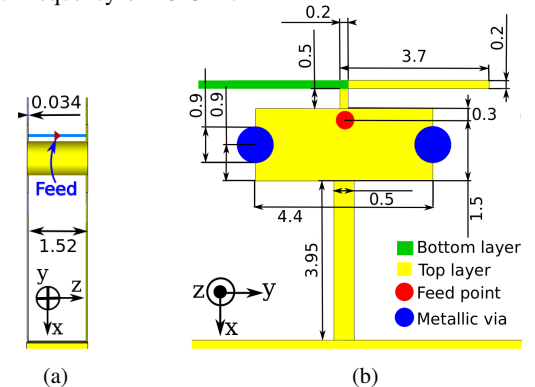 0.034
Feed
1.52
y
z
x
(a)
0.2
0.5
3.7
0.2
0.9
0.9
0.3
0.5
4.4
1.5
3.95
Bottom layer
Top layer
Feed point
Metallic via
z
y
x
(b)